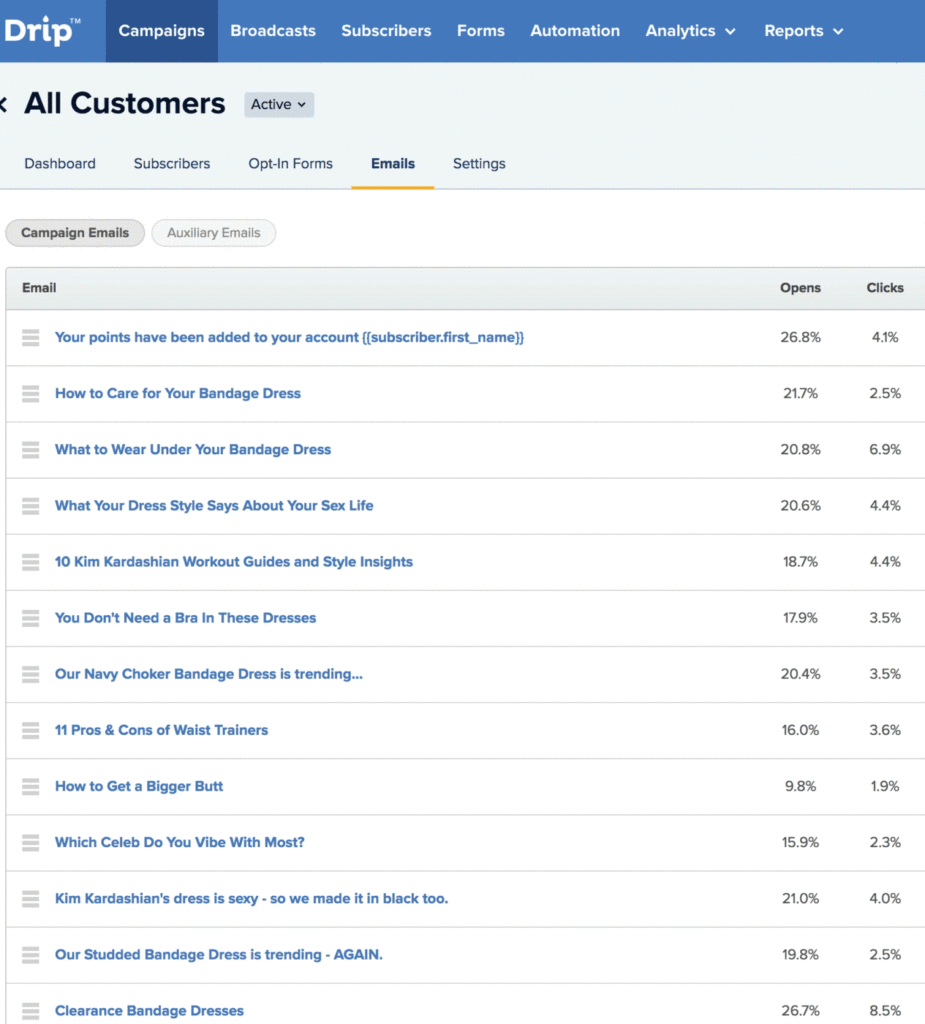 Drip™ Campaigns Broadcasts Subscribers Forms Automation Analytics Reports
All Customers Active
Dashboard Subscribers Opt-In Forms Emails Settings
Campaign Emails Auxiliary Emails
Email Opens Clicks
Your points have been added to your account {{subscriber.first_name}} 26.8% 4.1%
How to Care for Your Bandage Dress 21.7% 2.5%
What to Wear Under Your Bandage Dress 20.8% 6.9%
What Your Dress Style Says About Your Sex Life 20.6% 4.4%
10 Kim Kardashian Workout Guides and Style Insights 18.7% 4.4%
You Don't Need a Bra In These Dresses 17.9% 3.5%
Our Navy Choker Bandage Dress is trending... 20.4% 3.5%
11 Pros & Cons of Waist Trainers 16.0% 3.6%
How to Get a Bigger Butt 9.8% 1.9%
Which Celeb Do You Vibe With Most? 15.9% 2.3%
Kim Kardashian's dress is sexy - so we made it in black too. 21.0% 4.0%
Our Studded Bandage Dress is trending - AGAIN. 19.8% 2.5%
Clearance Bandage Dresses 26.7% 8.5%